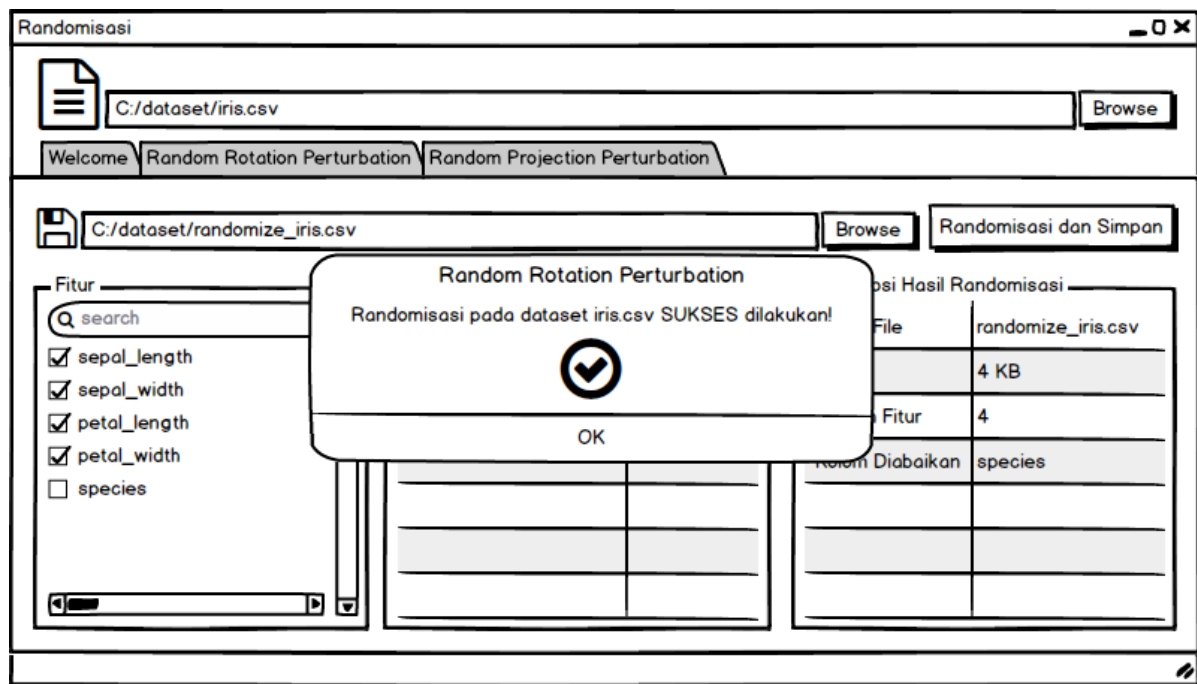 Randomisasi
C:/dataset/iris.csv
Browse
Welcome
Random Rotation Perturbation
Random Projection Perturbation
C:/dataset/randomize_iris.csv
Browse
Randomisasi dan Simpan
Fitur
search
sepal_length
sepal_width
petal_length
petal_width
species
Random Rotation Perturbation
Randomisasi pada dataset iris.csv SUKSES dilakukan!
OK
Hasil Randomisasi
File
randomize_iris.csv
4 KB
Fitur
4
Kolom Diabaikan
species